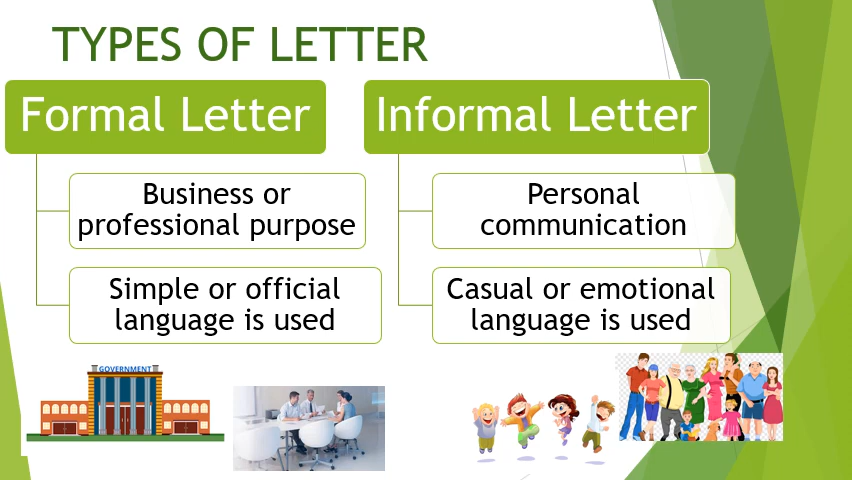 TYPES OF LETTER
Formal Letter
Business or
professional purpose
Simple or official
language is used
Informal Letter
Personal
communication
Casual or emotional
language is used
GOVERNMENT